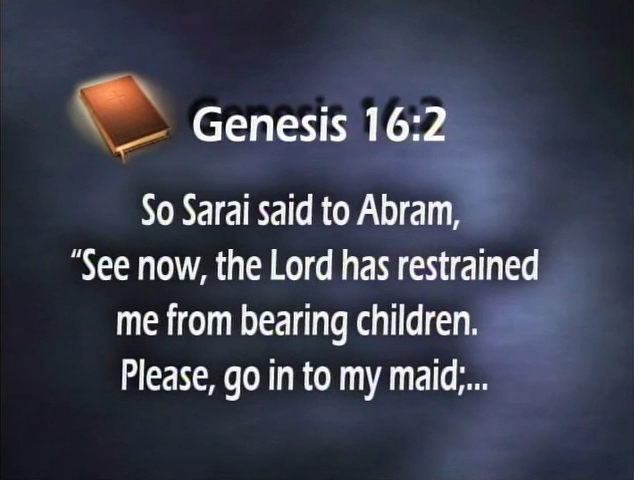 Genesis 16:2
So Sarai said to Abram,
“See now, the Lord has restrained
me from bearing children.
Please, go in to my maid;...